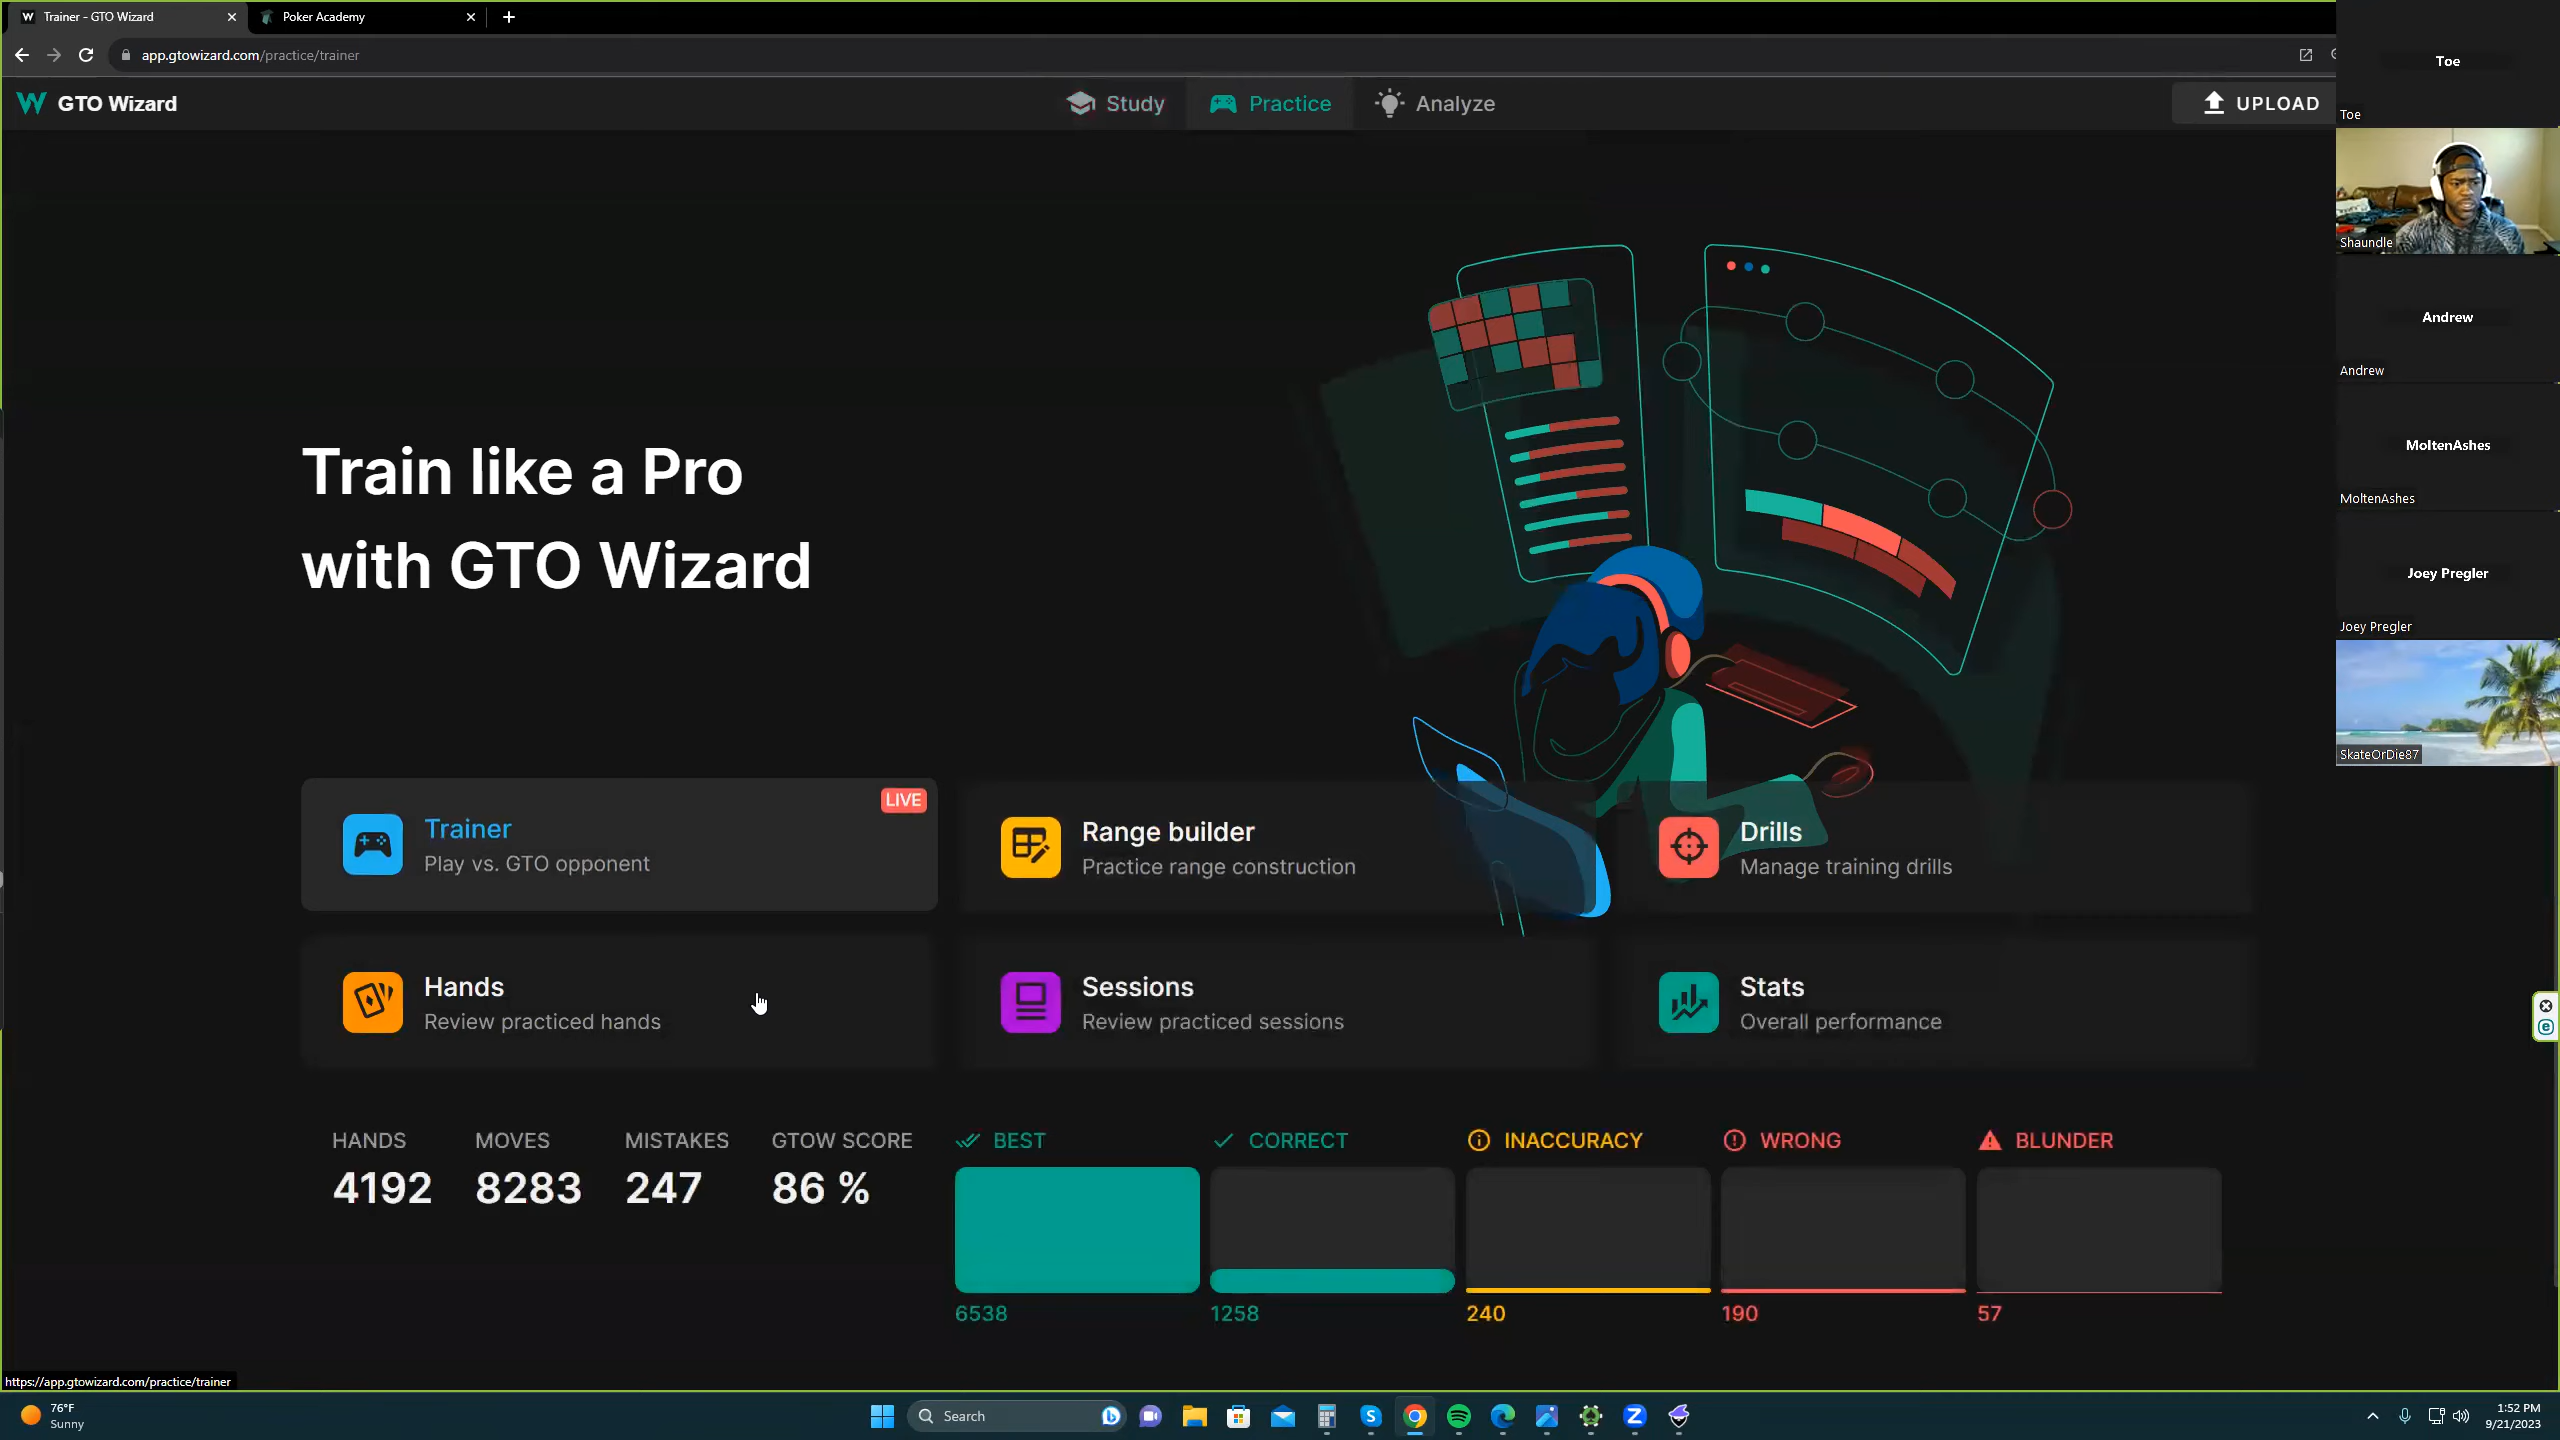 Trainer - GTO Wizard
Poker Academy
app.gtowizard.com/practice/trainer
GTO Wizard
Study
Practice
Analyze
UPLOAD
Toe
Toe
Shaundle
Andrew
Andrew
MoltenAshes
MoltenAshes
Joey Pregler
Joey Pregler
SkateOrDie87
Train like a Pro
with GTO Wizard
LIVE
Trainer
Play vs. GTO opponent
Range builder
Practice range construction
Drills
Manage training drills
Hands
Review practiced hands
Sessions
Review practiced sessions
Stats
Overall performance
HANDS
4192
MOVES
8283
MISTAKES
247
GTOW SCORE
86 %
BEST
6538
CORRECT
1258
INACCURACY
240
WRONG
190
BLUNDER
57
https://app.gtowizard.com/practice/trainer
76°F
Sunny
Search
1:52 PM
9/21/2023